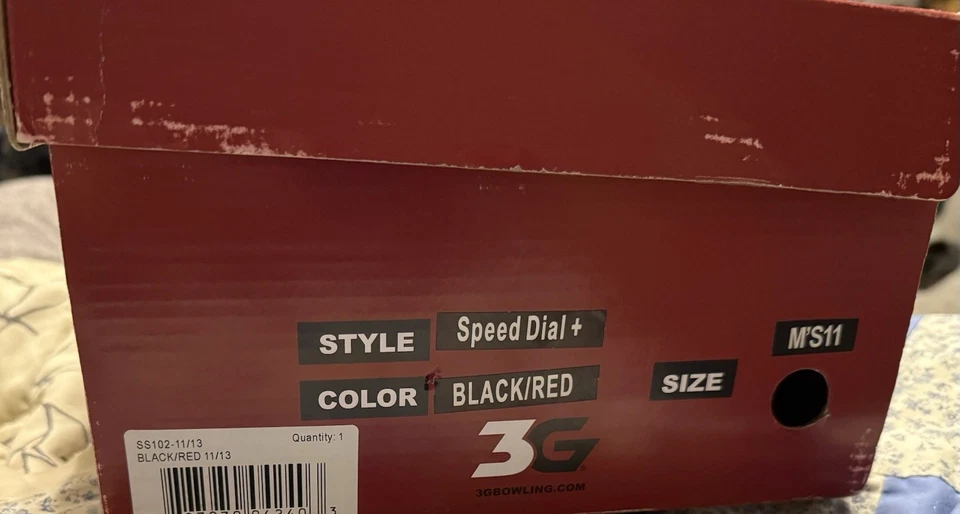 STYLE Speed Dial +
COLOR BLACK/RED
SIZE M'S11
3G
3GBOWLING.COM
SS102-11/13 Quantity: 1
BLACK/RED 11/13